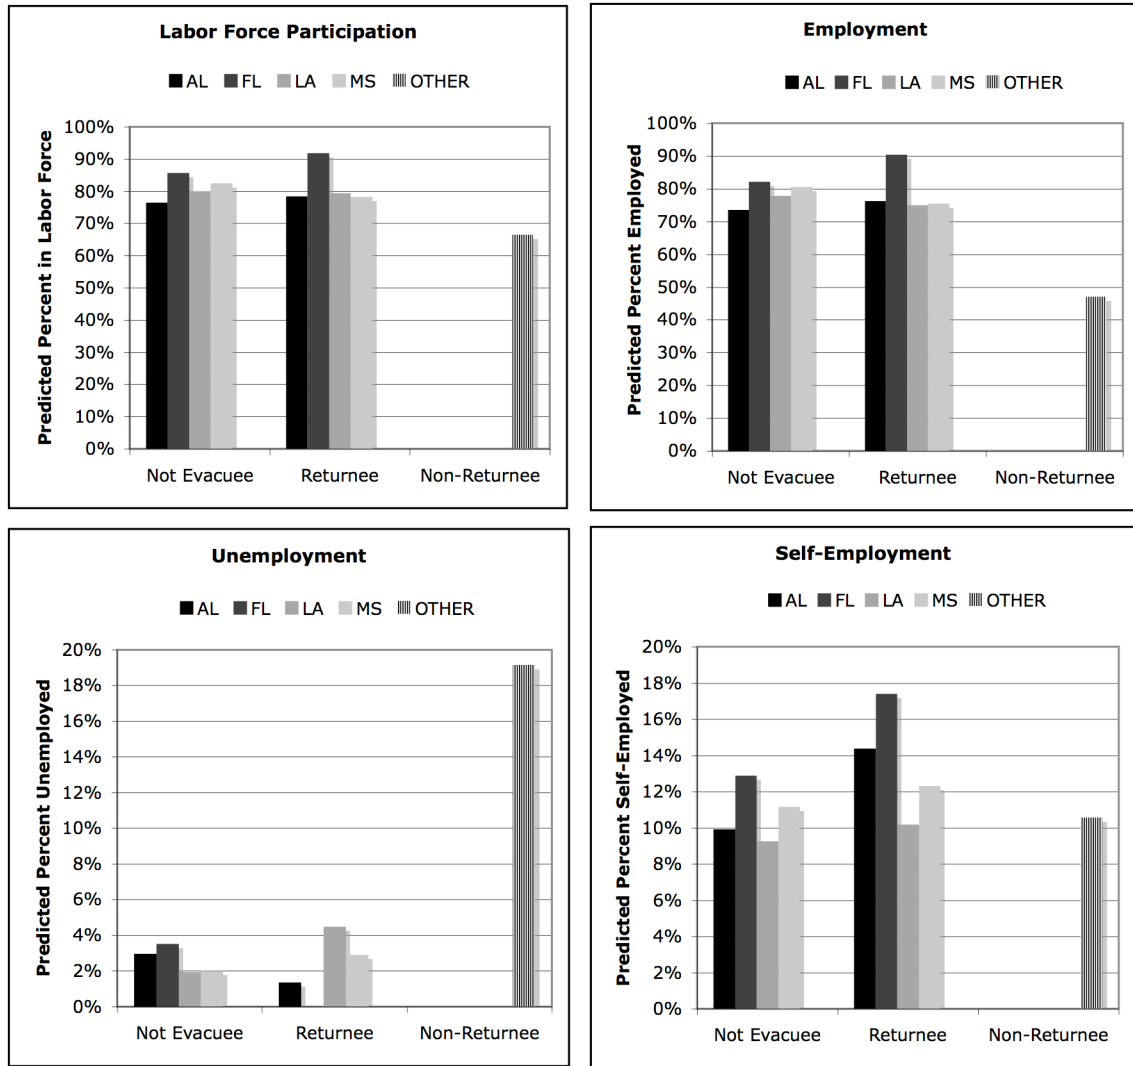 Labor Force Participation
AL FL LA MS OTHER
Predicted Percent in Labor Force
100%
90%
80%
70%
60%
50%
40%
30%
20%
10%
0%
Not Evacuee Returnee Non-Returnee
Employment
AL FL LA MS OTHER
Predicted Percent Employed
100%
90%
80%
70%
60%
50%
40%
30%
20%
10%
0%
Not Evacuee Returnee Non-Returnee
Unemployment
AL FL LA MS OTHER
Predicted Percent Unemployed
20%
18%
16%
14%
12%
10%
8%
6%
4%
2%
0%
Not Evacuee Returnee Non-Returnee
Self-Employment
AL FL LA MS OTHER
Predicted Percent Self-Employed
20%
18%
16%
14%
12%
10%
8%
6%
4%
2%
0%
Not Evacuee Returnee Non-Returnee